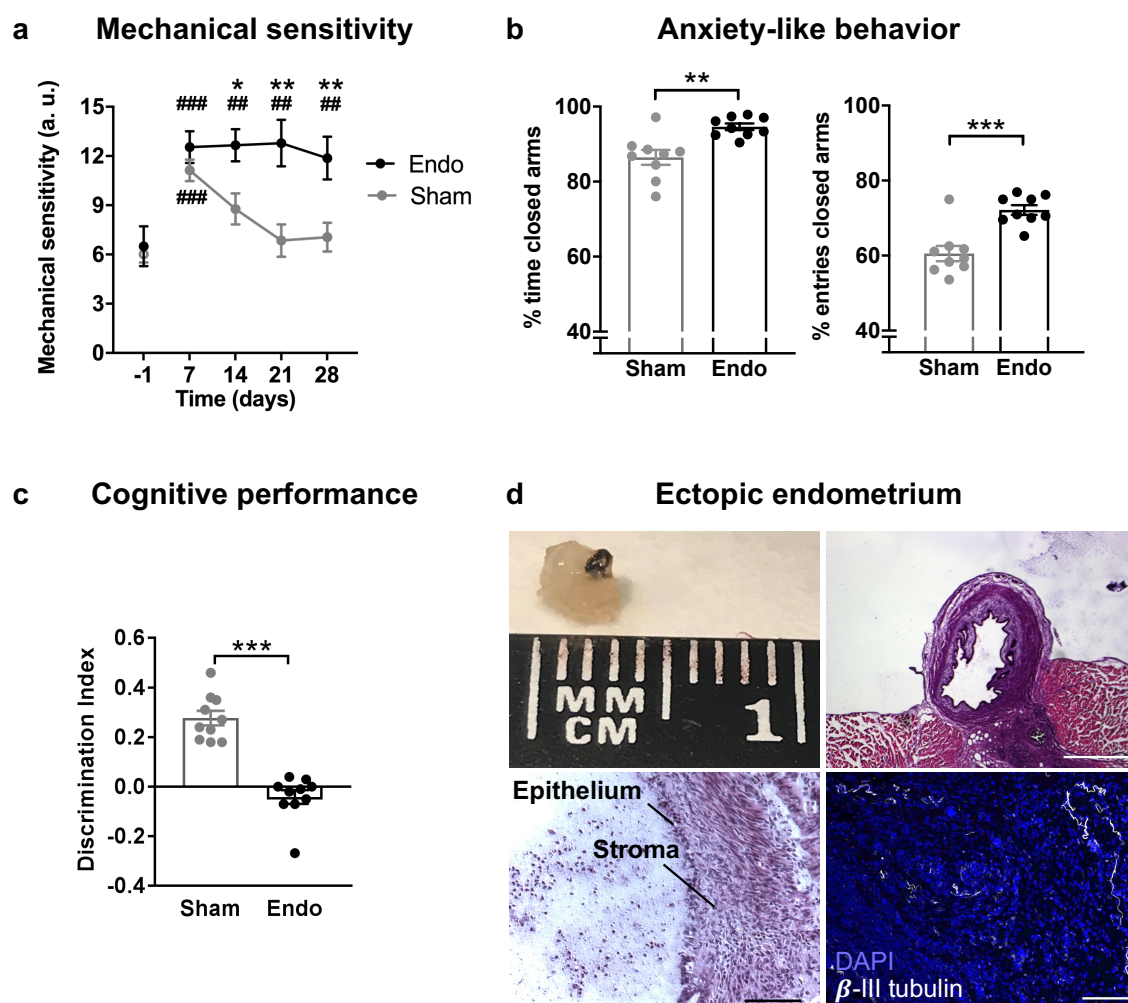 a Mechanical sensitivity
* ** **
### ## ## ##
15
12
9
6
3
0
###
Mechanical sensitivity (a. u.)
-1 7 14 21 28
Time (days)
Endo
Sham
b Anxiety-like behavior
**
100
80
60
40
% time closed arms
Sham Endo
***
100
80
60
40
% entries closed arms
Sham Endo
c Cognitive performance
***
0.6
0.4
0.2
0.0
-0.2
-0.4
Discrimination Index
Sham Endo
d Ectopic endometrium
MM
CM
1
Epithelium
Stroma
DAPI
β-III tubulin